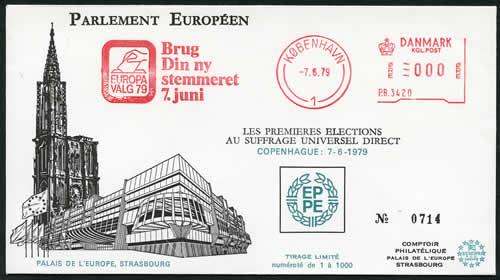 PARLEMENT EUROPÉEN
EUROPA
VALG 79
Brug
Din ny
stemmeret
7. juni
KØBENHAVN
-7.6.79
1
DANMARK
KGL POST
000
P.B. 3420
LES PREMIERES ELECTIONS
AU SUFFRAGE UNIVERSEL DIRECT
COPENHAGUE : 7-6-1979
EP
PE
№ 0714
TIRAGE LIMITÉ
numéroté de 1 à 1000
COMPTOIR
PHILATÉLIQUE
PALAIS DE L'EUROPE
STRASBOURG
PALAIS DE L'EUROPE, STRASBOURG